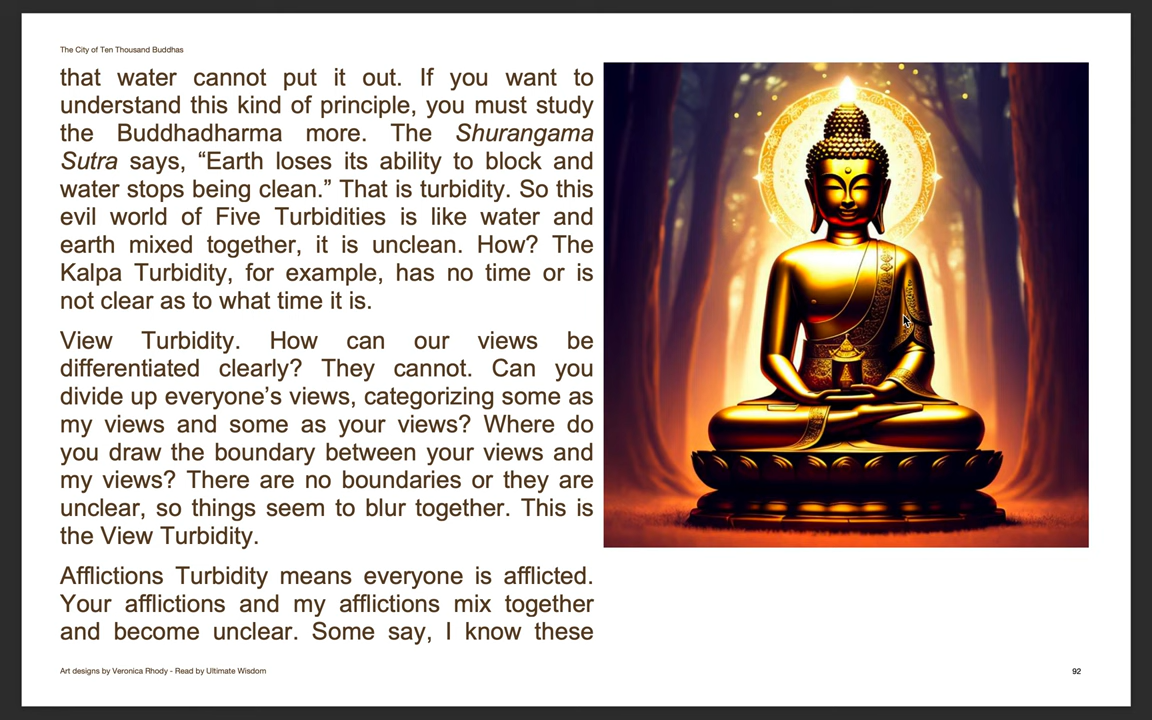 The City of Ten Thousand Buddhas
that water cannot put it out. If you want to
understand this kind of principle, you must study
the Buddhadharma more. The Shurangama
Sutra says, “Earth loses its ability to block and
water stops being clean.” That is turbidity. So this
evil world of Five Turbidities is like water and
earth mixed together, it is unclean. How? The
Kalpa Turbidity, for example, has no time or is
not clear as to what time it is.
View Turbidity. How can our views be
differentiated clearly? They cannot. Can you
divide up everyone’s views, categorizing some as
my views and some as your views? Where do
you draw the boundary between your views and
my views? There are no boundaries or they are
unclear, so things seem to blur together. This is
the View Turbidity.
Afflictions Turbidity means everyone is afflicted.
Your afflictions and my afflictions mix together
and become unclear. Some say, I know these
Art designs by Veronica Rhody - Read by Ultimate Wisdom
92